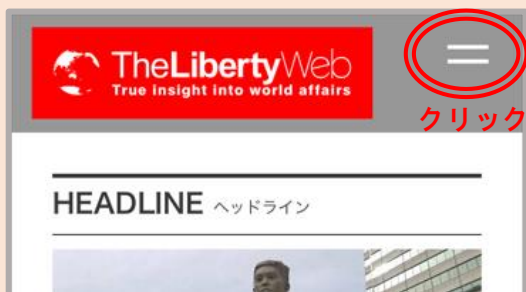 TheLibertyWeb
True insight into world affairs
クリック
HEADLINE ヘッドライン